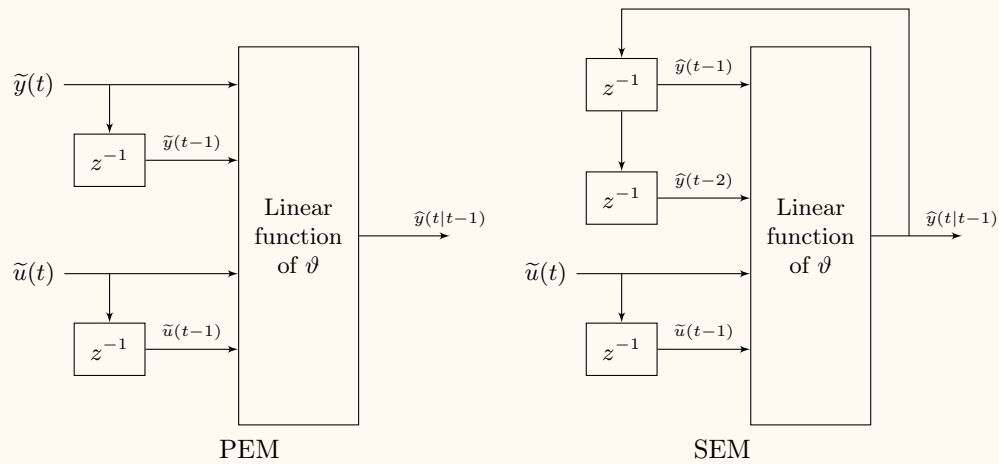 ỹ(t)
z⁻¹
ỹ(t−1)
ũ(t)
z⁻¹
ũ(t−1)
Linear
function
of ϑ
ŷ(t|t−1)
PEM
z⁻¹
ŷ(t−1)
z⁻¹
ŷ(t−2)
ũ(t)
z⁻¹
ũ(t−1)
Linear
function
of ϑ
ŷ(t|t−1)
SEM